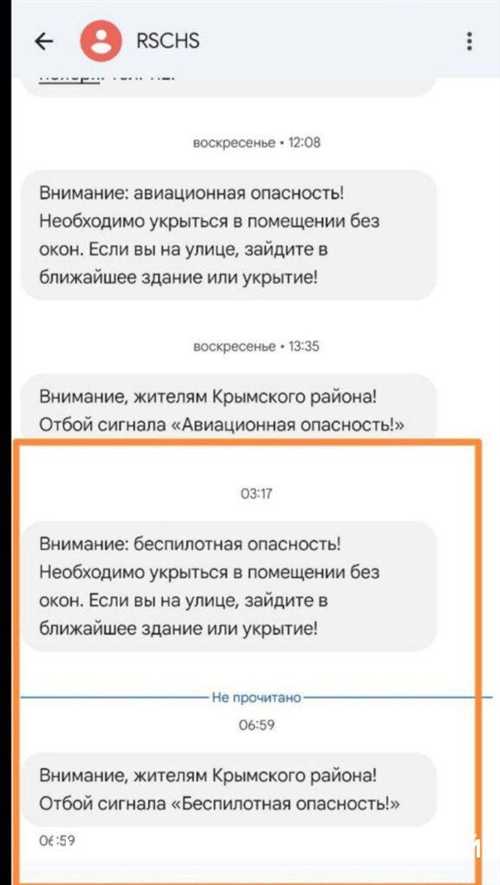 RSCHS
воскресенье • 12:08
Внимание: авиационная опасность!
Необходимо укрыться в помещении без
окон. Если вы на улице, зайдите в
ближайшее здание или укрытие!
воскресенье • 13:35
Внимание, жителям Крымского района!
Отбой сигнала «Авиационная опасность!»
03:17
Внимание: беспилотная опасность!
Необходимо укрыться в помещении без
окон. Если вы на улице, зайдите в
ближайшее здание или укрытие!
Не прочитано
06:59
Внимание, жителям Крымского района!
Отбой сигнала «Беспилотная опасность!»
06:59